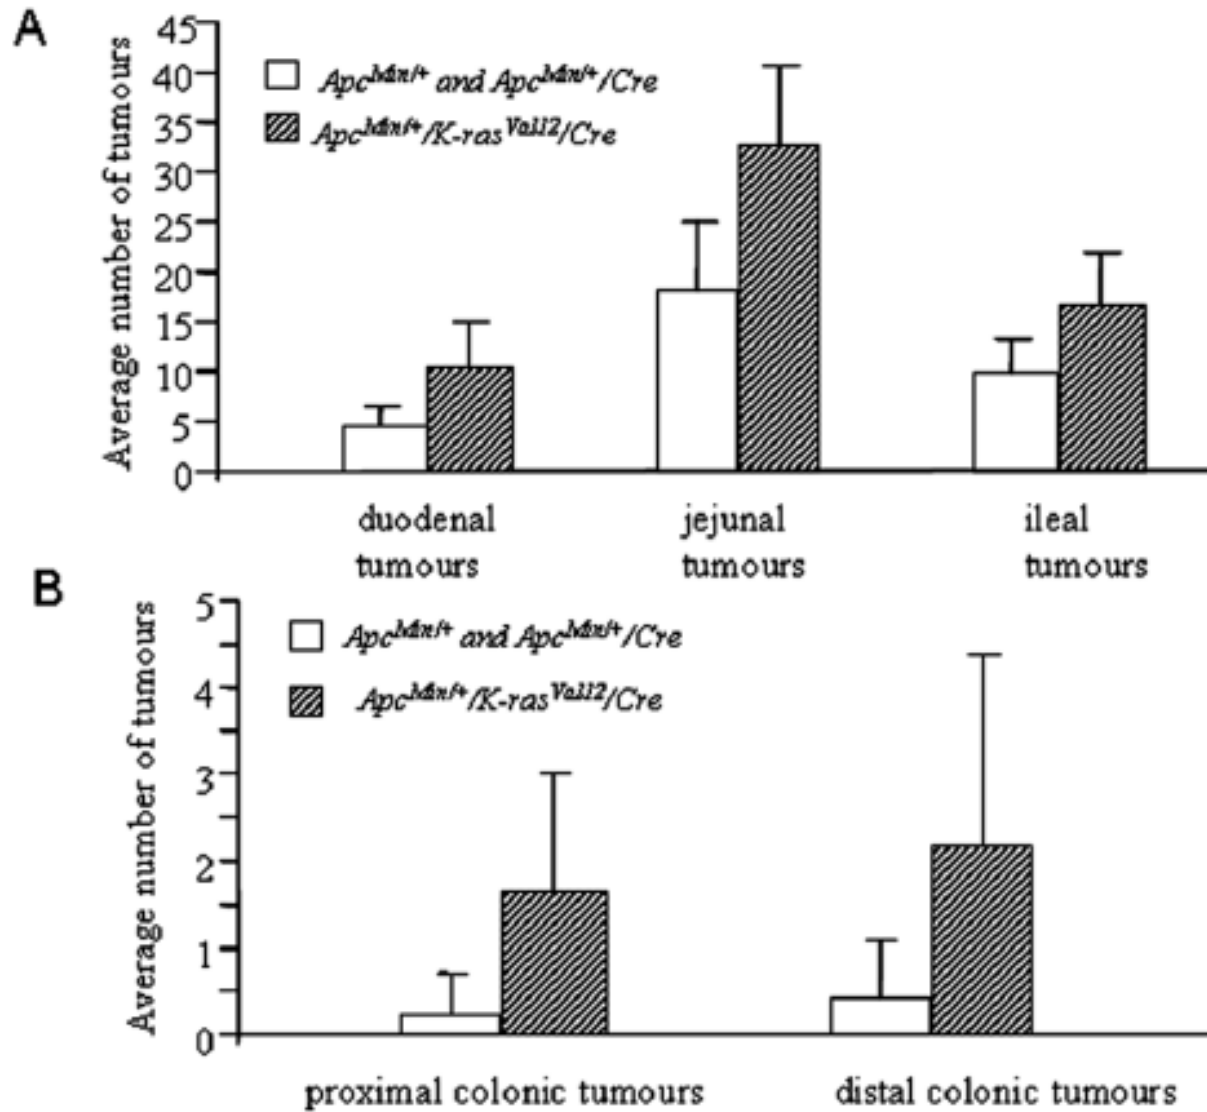 A
Average number of tumours
45
40
35
30
25
20
15
10
5
0
Apc^Min/+ and Apc^Min/+/Cre
Apc^Min/+/K-ras^Val12/Cre
duodenal
tumours
jejunal
tumours
ileal
tumours
B
Average number of tumours
5
4
3
2
1
0
Apc^Min/+ and Apc^Min/+/Cre
Apc^Min/+/K-ras^Val12/Cre
proximal colonic tumours
distal colonic tumours